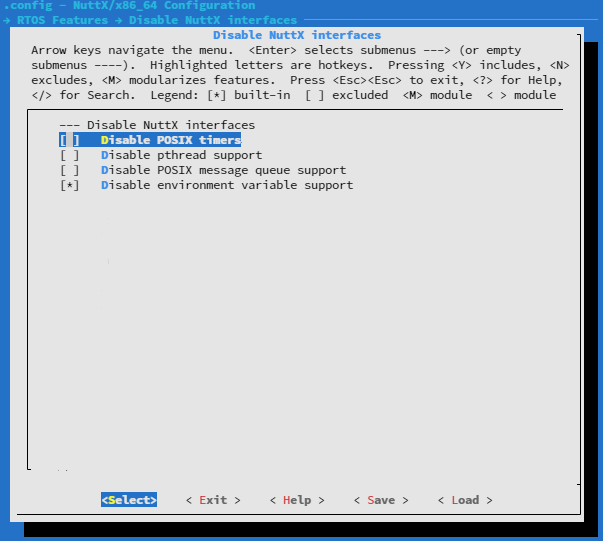 .config - NuttX/x86_64 Configuration
→ RTOS Features → Disable NuttX interfaces
Disable NuttX interfaces
Arrow keys navigate the menu.  <Enter> selects submenus ---> (or empty
submenus ----).  Highlighted letters are hotkeys.  Pressing <Y> includes, <N>
excludes, <M> modularizes features.  Press <Esc><Esc> to exit, <?> for Help,
</> for Search.  Legend: [*] built-in  [ ] excluded  <M> module  < > module
--- Disable NuttX interfaces
[ ]   Disable POSIX timers
[ ]   Disable pthread support
[ ]   Disable POSIX message queue support
[*]   Disable environment variable support
<Select>    < Exit >    < Help >    < Save >    < Load >